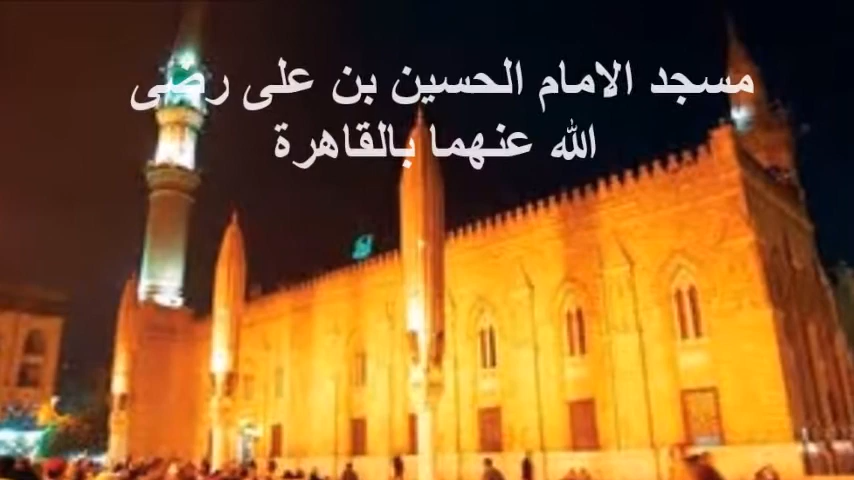 مسجد الامام الحسين بن على رضى
الله عنهما بالقاهرة